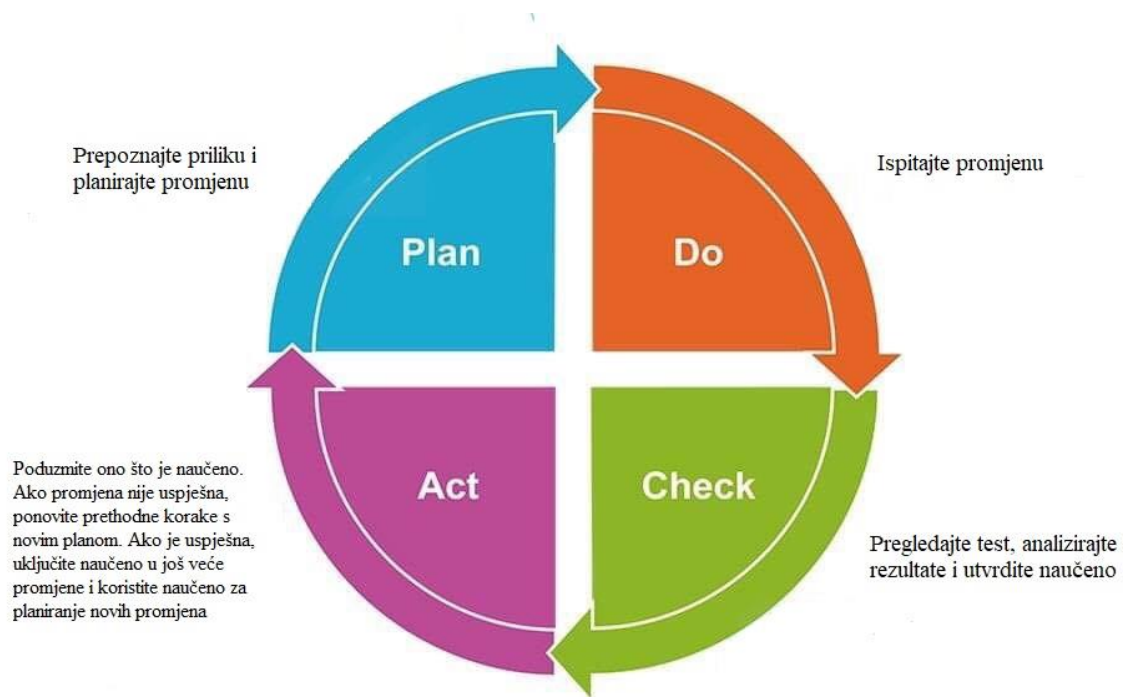 Prepoznajte priliku i
planirajte promjenu
Ispitajte promjenu
Plan
Do
Act
Check
Poduzmite ono što je naučeno.
Ako promjena nije uspješna,
ponovite prethodne korake s
novim planom. Ako je uspješna,
uključite naučeno u još veće
promjene i koristite naučeno za
planiranje novih promjena
Pregledajte test, analizirajte
rezultate i utvrdite naučeno